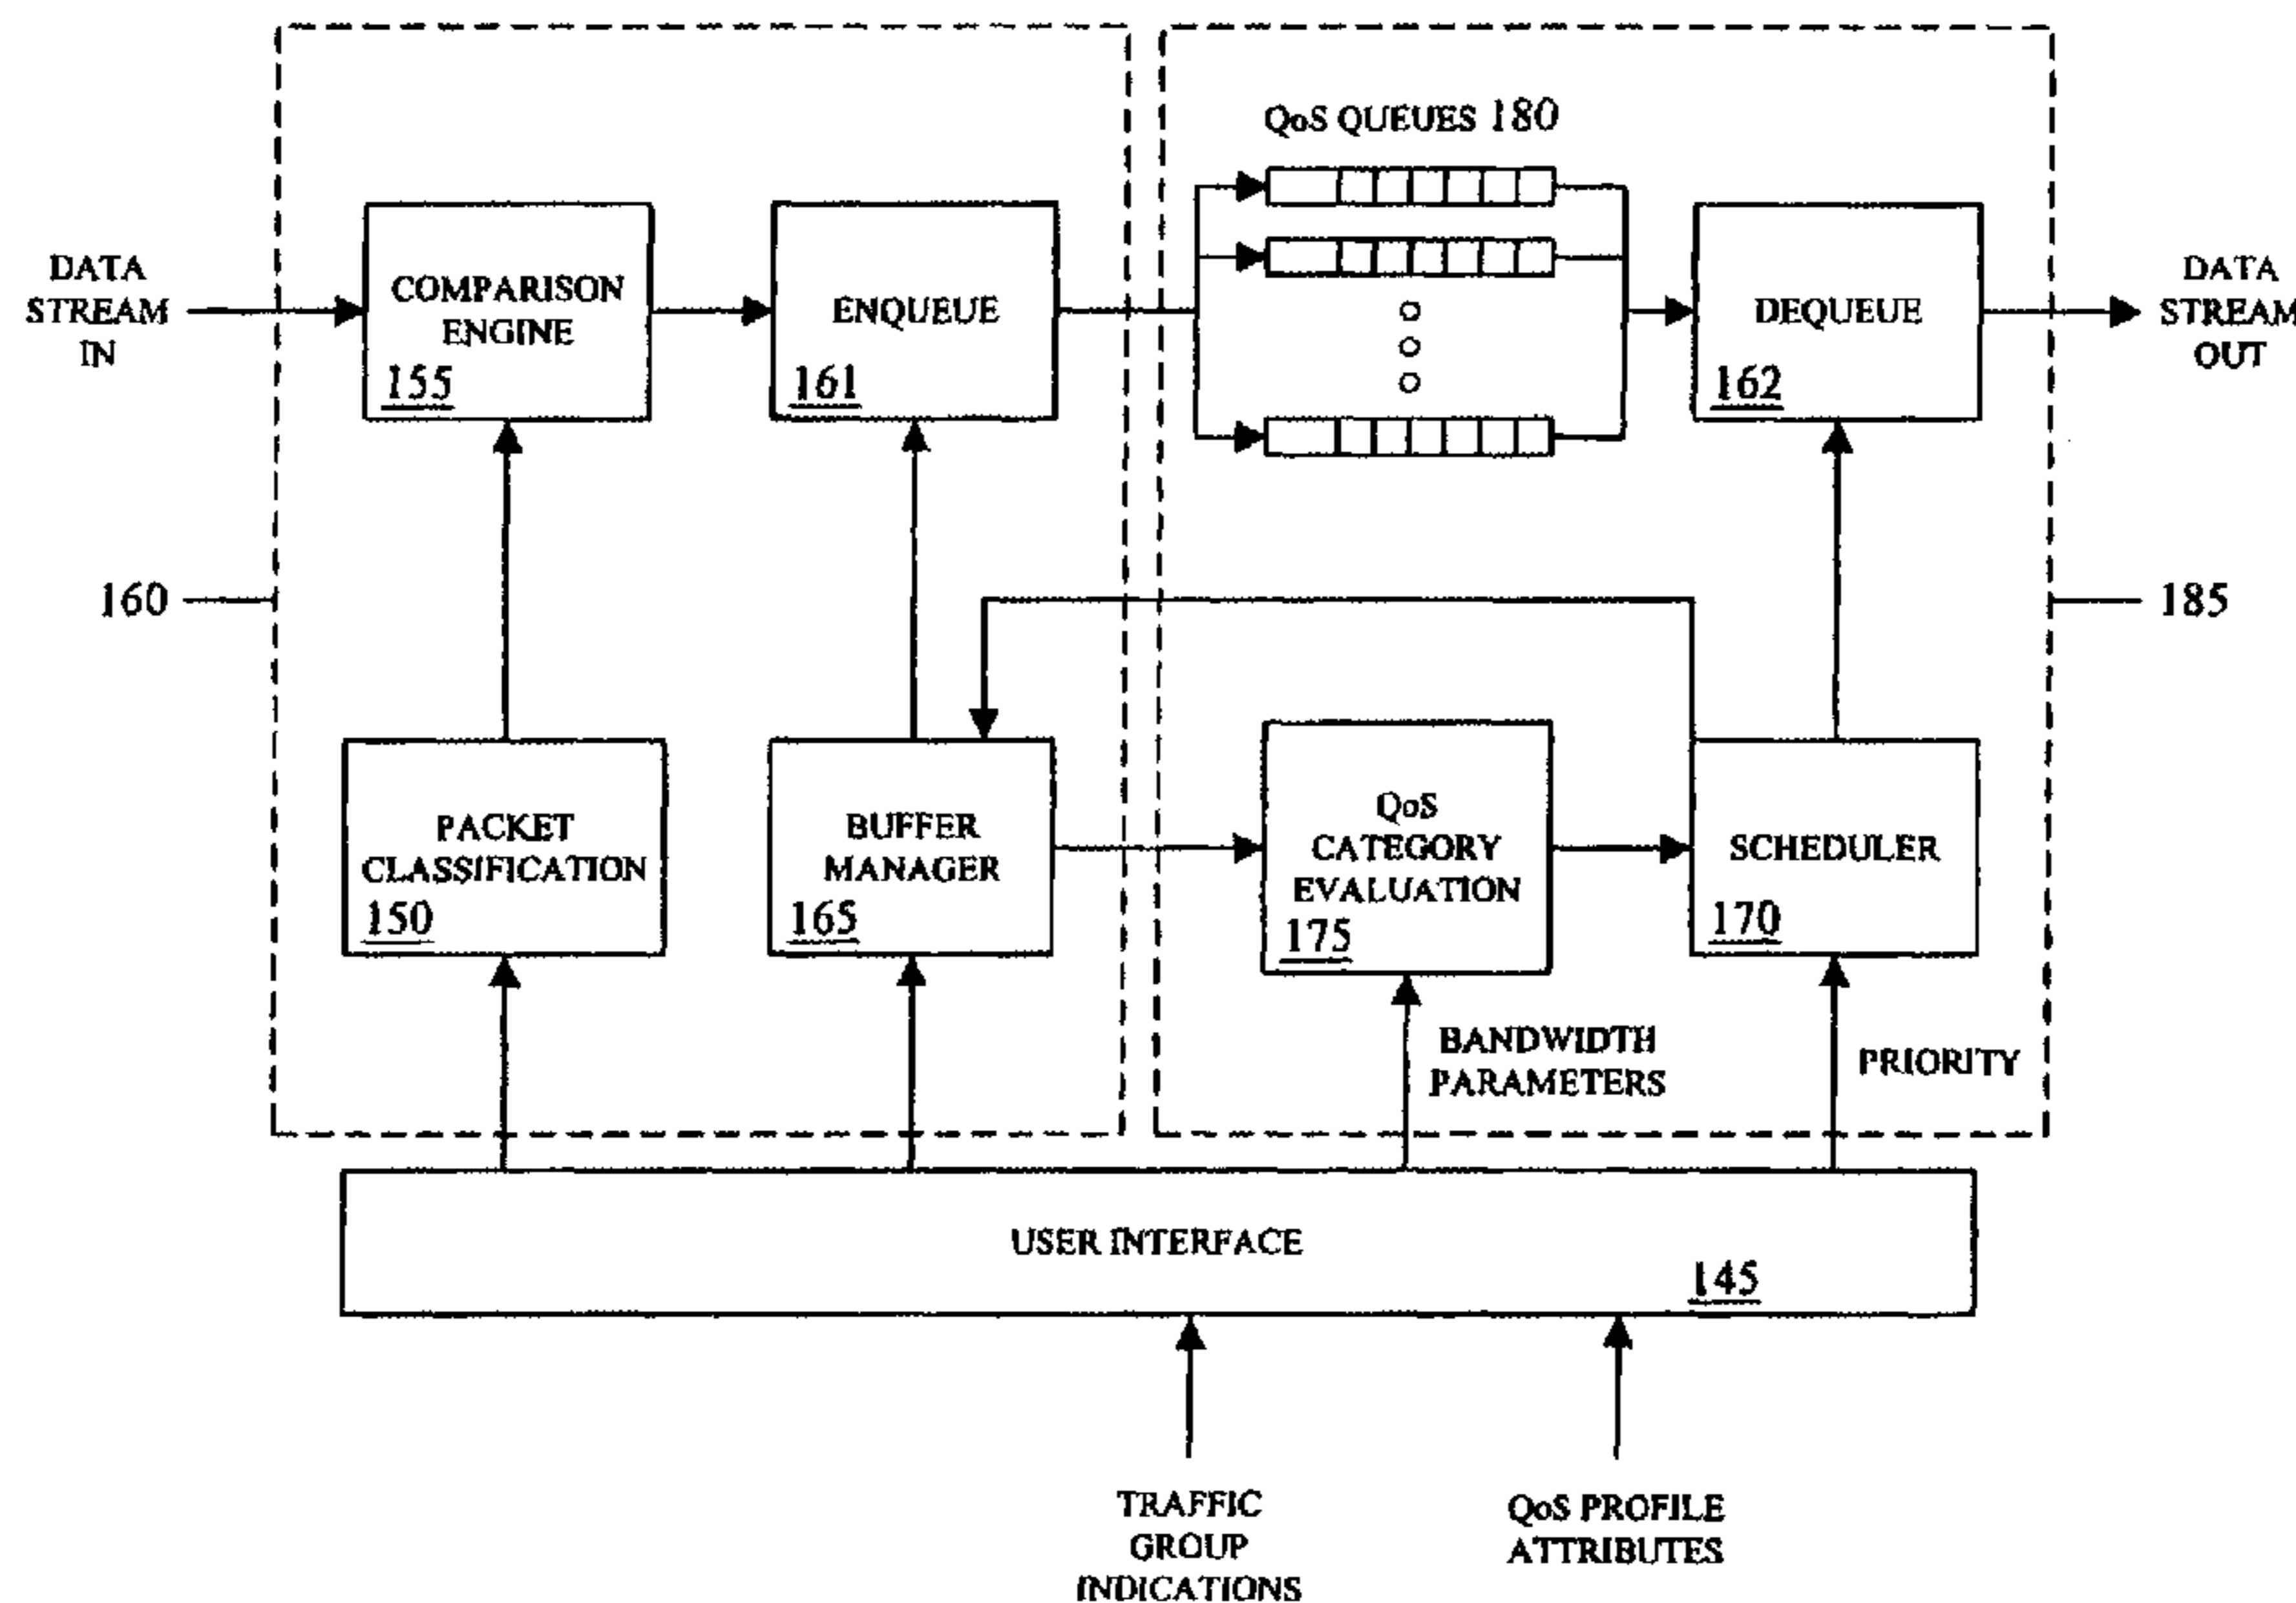 QoS QUEUES 180
DATA
STREAM
IN
COMPARISON
ENGINE
155
ENQUEUE
161
DEQUEUE
162
DATA
STREAM
OUT
160
185
PACKET
CLASSIFICATION
150
BUFFER
MANAGER
165
QoS
CATEGORY
EVALUATION
175
SCHEDULER
170
BANDWIDTH
PARAMETERS
PRIORITY
USER INTERFACE
145
TRAFFIC
GROUP
INDICATIONS
QoS PROFILE
ATTRIBUTES